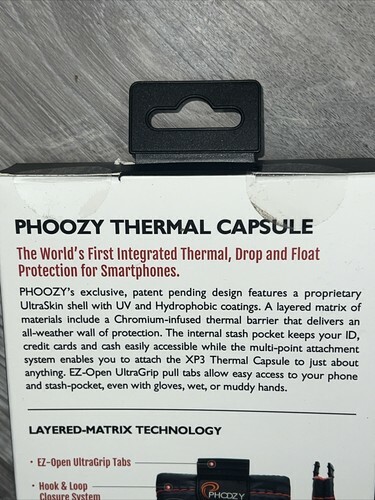 PHOOZY THERMAL CAPSULE
The World's First Integrated Thermal, Drop and Float
Protection for Smartphones.
PHOOZY's exclusive, patent pending design features a proprietary
UltraSkin shell with UV and Hydrophobic coatings. A layered matrix of
materials include a Chromium-infused thermal barrier that delivers an
all-weather wall of protection. The internal stash pocket keeps your ID,
credit cards and cash easily accessible while the multi-point attachment
system enables you to attach the XP3 Thermal Capsule to just about
anything. EZ-Open UltraGrip pull tabs allow easy access to your phone
and stash-pocket, even with gloves, wet, or muddy hands.
LAYERED-MATRIX TECHNOLOGY
• EZ-Open UltraGrip Tabs
• Hook & Loop
Closure System
PHOOZY